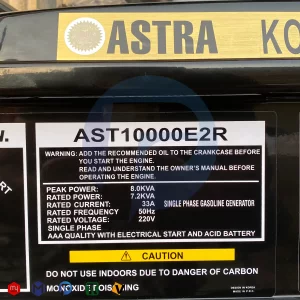 ASTRA KO
W.
AST10000E2R
WARNING: ADD THE RECOMMENDED OIL TO THE CRANKCASE BEFORE
YOU START THE ENGINE.
READ AND UNDERSTAND THE OWNER'S MANUAL BEFORE
OPERATING THE ENGINE.
PEAK POWER: 8.0KVA
RATED POWER: 7.2KVA
RATED CURRENT: 33A SINGLE PHASE GASOLINE GENERATOR
RATED FREQUENCY 50Hz
RATED VOLTAGE: 220V
SINGLE PHASE
AAA QUALITY WITH ELECTRICAL START AND ACID BATTERY
CAUTION
DO NOT USE INDOORS DUE TO DANGER OF CARBON
MONOXIDE